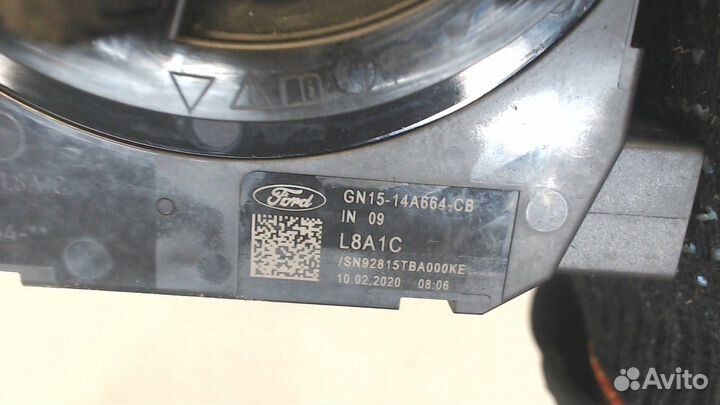 Ford
GN15-14A664-CB
IN 09
L8A1C
/SN92815TBA000KE
10.02.2020 08:06
Avito